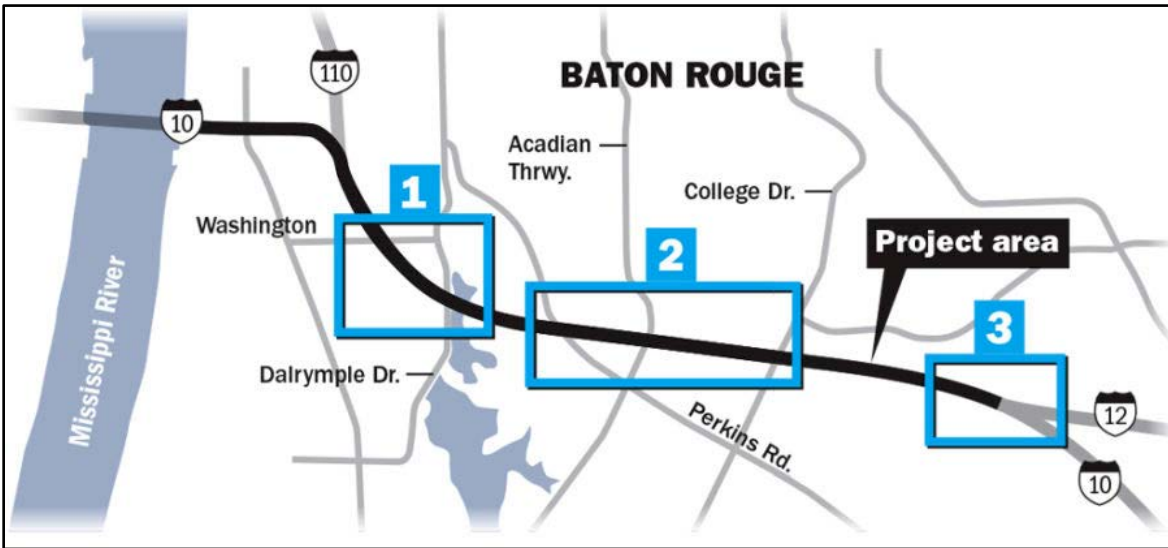 BATON ROUGE
110
10
Acadian
Thrwy.
College Dr.
1
Washington
2
Project area
3
Mississippi River
Dalrymple Dr.
Perkins Rd.
12
10